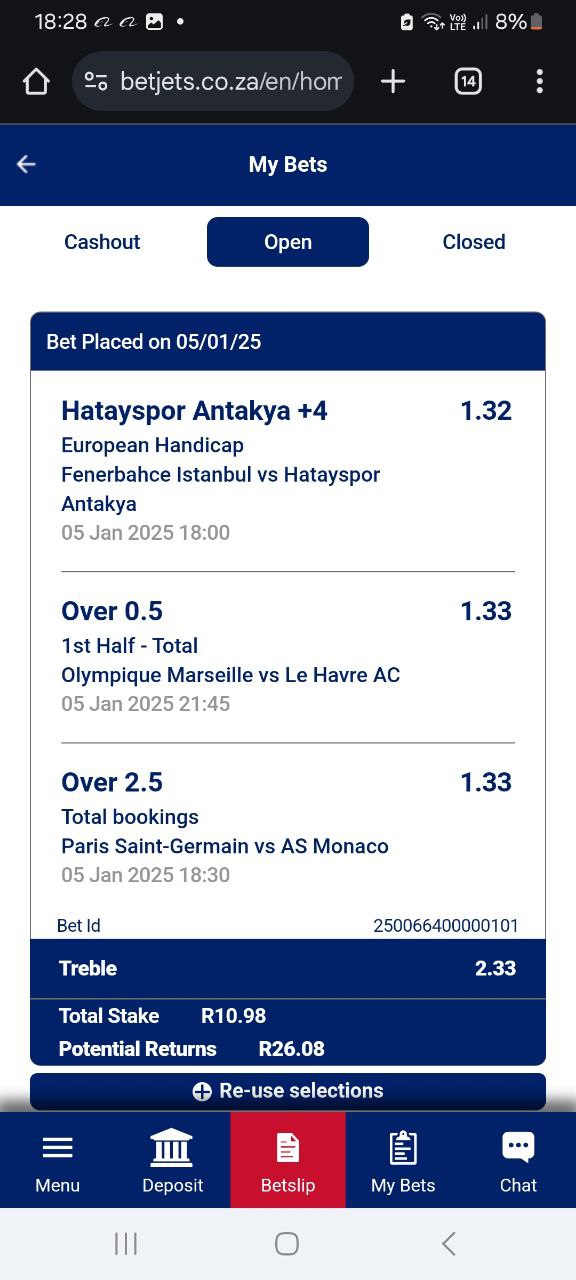 18:28
Vo))
LTE
8%
betjets.co.za/en/hom
14
My Bets
Cashout
Open
Closed
Bet Placed on 05/01/25
Hatayspor Antakya +4 1.32
European Handicap
Fenerbahce Istanbul vs Hatayspor
Antakya
05 Jan 2025 18:00
Over 0.5 1.33
1st Half - Total
Olympique Marseille vs Le Havre AC
05 Jan 2025 21:45
Over 2.5 1.33
Total bookings
Paris Saint-Germain vs AS Monaco
05 Jan 2025 18:30
Bet Id 250066400000101
Treble 2.33
Total Stake R10.98
Potential Returns R26.08
Re-use selections
Menu
Deposit
Betslip
My Bets
Chat